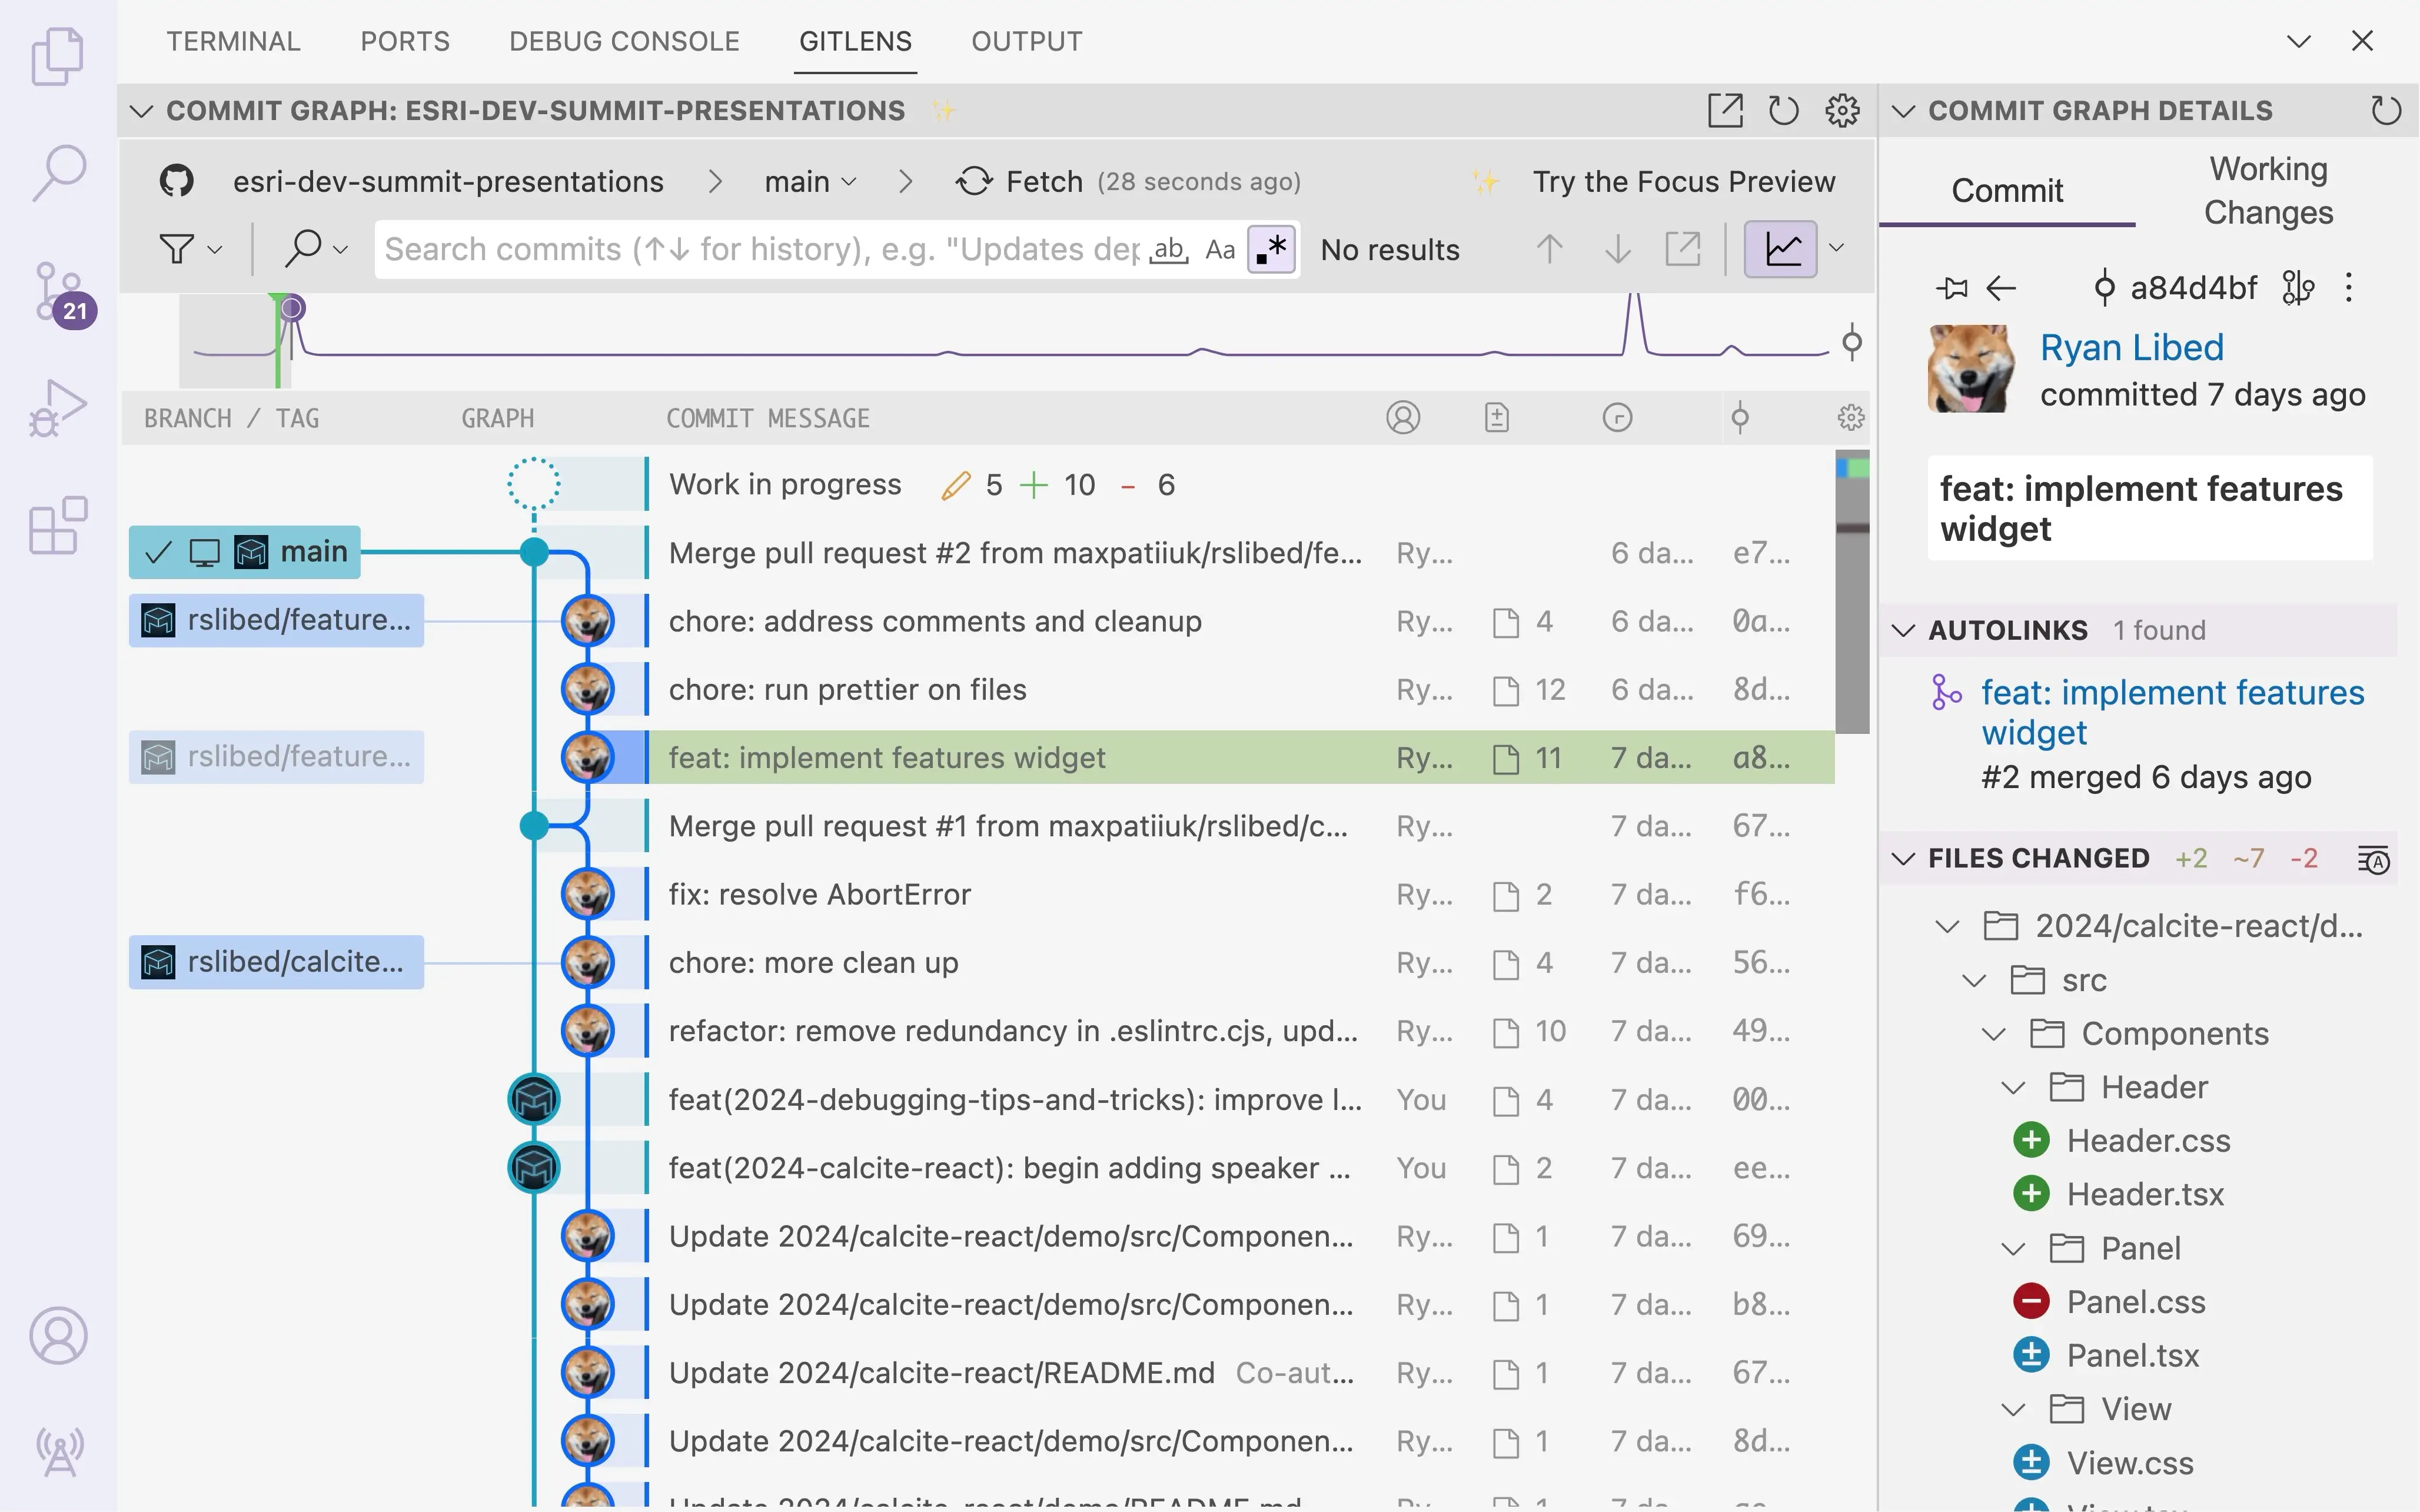 TERMINAL PORTS DEBUG CONSOLE GITLENS OUTPUT
COMMIT GRAPH: ESRI-DEV-SUMMIT-PRESENTATIONS
esri-dev-summit-presentations main Fetch (28 seconds ago) Try the Focus Preview
Search commits (↑↓ for history), e.g. "Updates dep ab Aa .* No results
21
BRANCH / TAG GRAPH COMMIT MESSAGE
Work in progress 5 + 10 - 6
main Merge pull request #2 from maxpatiiuk/rslibed/fe... Ry... 6 da... e7...
rslibed/feature... chore: address comments and cleanup Ry... 4 6 da... 0a...
chore: run prettier on files Ry... 12 6 da... 8d...
rslibed/feature... feat: implement features widget Ry... 11 7 da... a8...
Merge pull request #1 from maxpatiiuk/rslibed/c... Ry... 7 da... 67...
fix: resolve AbortError Ry... 2 7 da... f6...
rslibed/calcite... chore: more clean up Ry... 4 7 da... 56...
refactor: remove redundancy in .eslintrc.cjs, upd... Ry... 10 7 da... 49...
feat(2024-debugging-tips-and-tricks): improve l... You 4 7 da... 00...
feat(2024-calcite-react): begin adding speaker ... You 2 7 da... ee...
Update 2024/calcite-react/demo/src/Componen... Ry... 1 7 da... 69...
Update 2024/calcite-react/demo/src/Componen... Ry... 1 7 da... b8...
Update 2024/calcite-react/README.md Co-aut... Ry... 1 7 da... 67...
Update 2024/calcite-react/demo/src/Componen... Ry... 1 7 da... 8d...
COMMIT GRAPH DETAILS
Commit
Working
Changes
a84d4bf
Ryan Libed
committed 7 days ago
feat: implement features
widget
AUTOLINKS 1 found
feat: implement features
widget
#2 merged 6 days ago
FILES CHANGED +2 ~7 -2
2024/calcite-react/d...
src
Components
Header
Header.css
Header.tsx
Panel
Panel.css
Panel.tsx
View
View.css